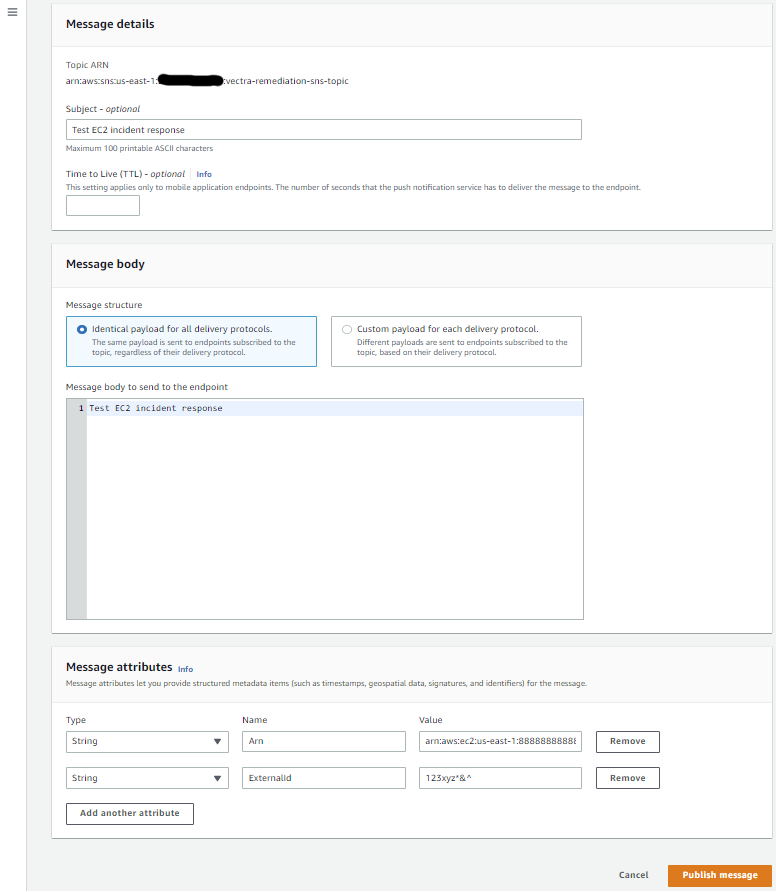 Message details
Topic ARN
arn:aws:sns:us-east-1: :vectra-remediation-sns-topic
Subject - optional
Test EC2 incident response
Maximum 100 printable ASCII characters
Time to Live (TTL) - optional Info
This setting applies only to mobile application endpoints. The number of seconds that the push notification service has to deliver the message to the endpoint.
Message body
Message structure
Identical payload for all delivery protocols.
The same payload is sent to endpoints subscribed to the
topic, regardless of their delivery protocol.
Custom payload for each delivery protocol.
Different payloads are sent to endpoints subscribed to the
topic, based on their delivery protocol.
Message body to send to the endpoint
1 Test EC2 incident response
Message attributes Info
Message attributes let you provide structured metadata items (such as timestamps, geospatial data, signatures, and identifiers) for the message.
Type Name Value
String Arn arn:aws:ec2:us-east-1:88888888888 Remove
String ExternalId 123xyz*&^ Remove
Add another attribute
Cancel Publish message